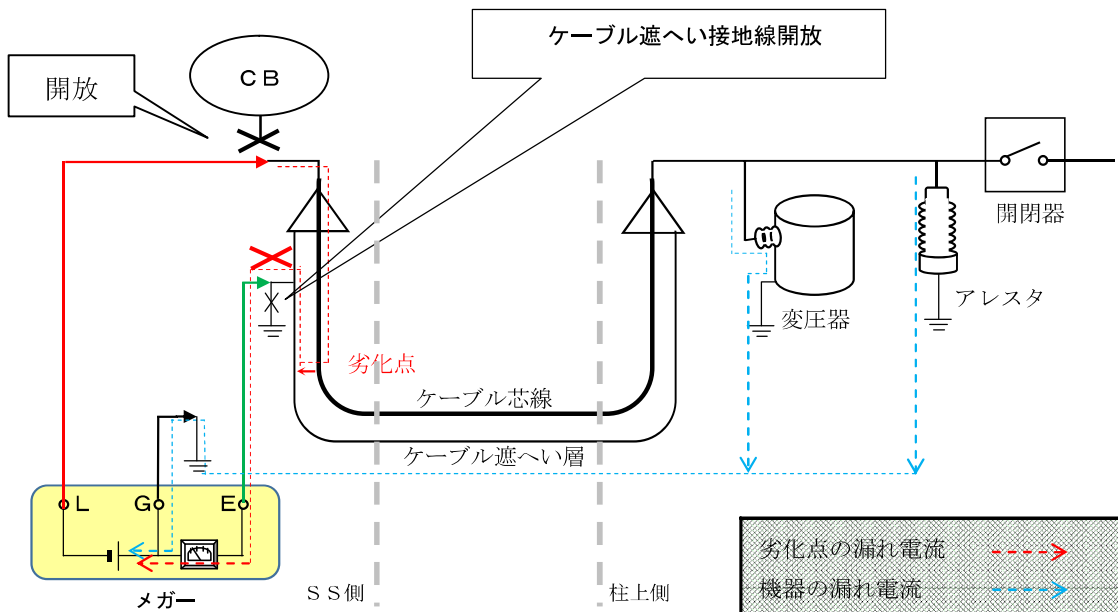 ケーブル遮へい接地線開放
ＣＢ
開放
開閉器
アレスタ
変圧器
劣化点
ケーブル芯線
ケーブル遮へい層
L
G
E
メガー
ＳＳ側
柱上側
劣化点の漏れ電流
機器の漏れ電流